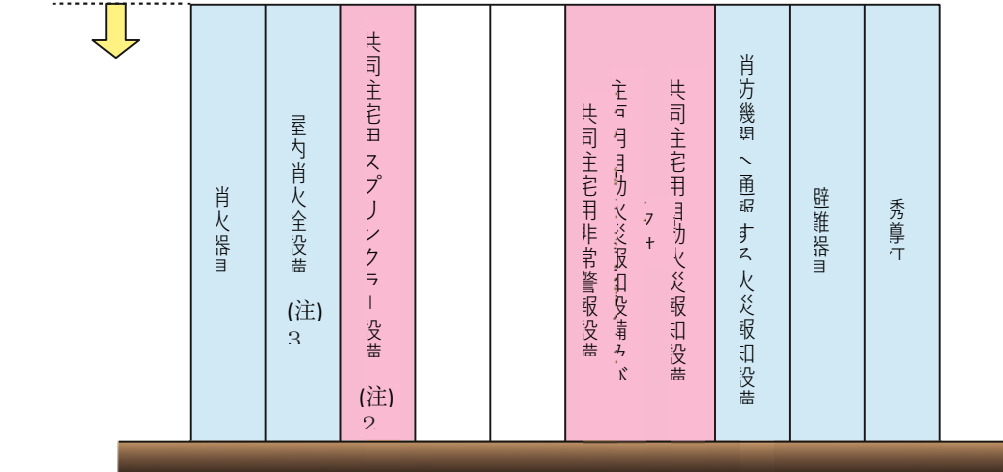 誘導灯
避難器具
消防機関へ通報する火災報知設備
共同住宅用自動火災報知設備
又は
住戸用自動火災報知設備及び
共同住宅用非常警報設備
共同住宅用スプリンクラー設備(注)2
屋内消火栓設備(注)3
消火器具